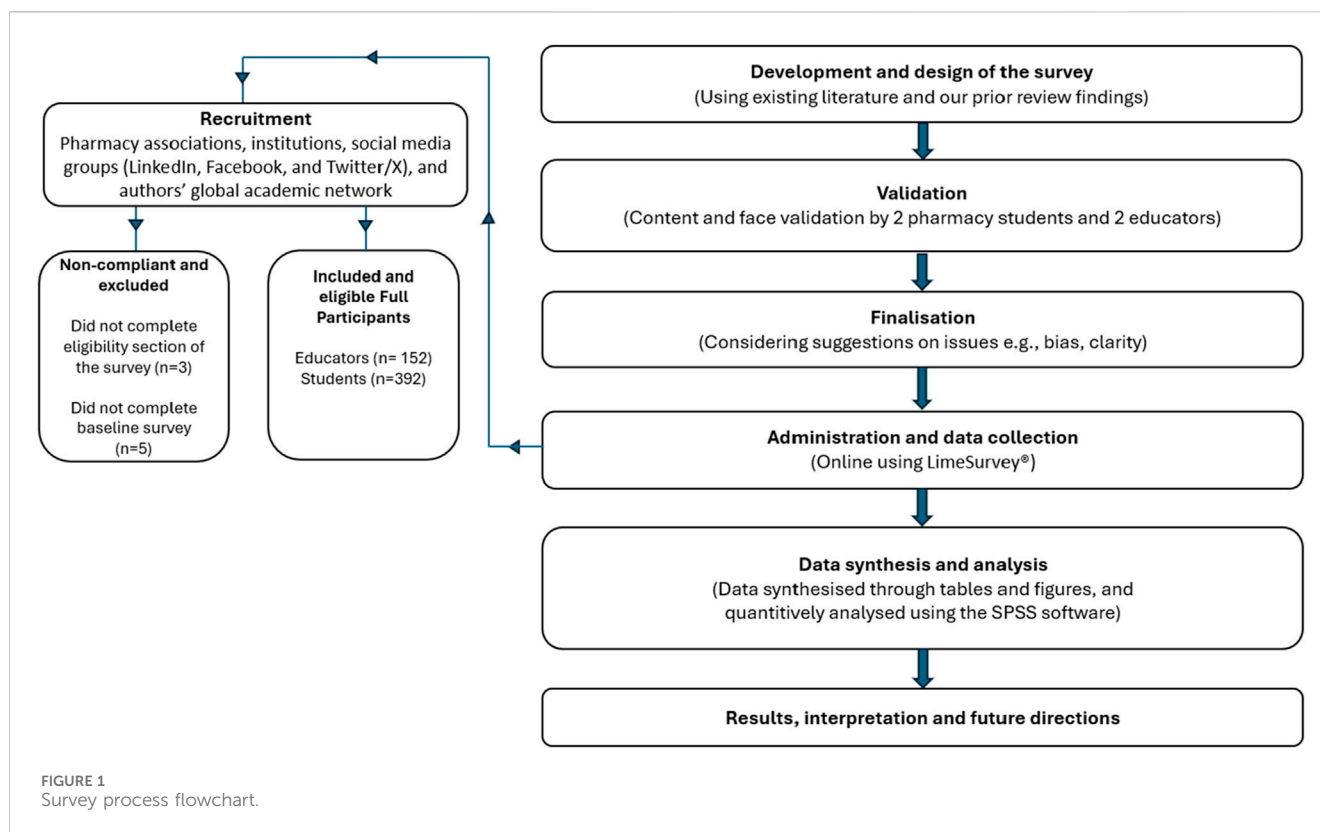 Development and design of the survey
(Using existing literature and our prior review findings)
Validation
(Content and face validation by 2 pharmacy students and 2 educators)
Finalisation
(Considering suggestions on issues e.g., bias, clarity)
Administration and data collection
(Online using LimeSurvey®)
Recruitment
Pharmacy associations, institutions, social media
groups (LinkedIn, Facebook, and Twitter/X), and
authors’ global academic network
Non-compliant and
excluded
Did not complete
eligibility section of
the survey (n=3)
Did not complete
baseline survey
(n=5)
Included and
eligible Full
Participants
Educators (n= 152)
Students (n=392)
Data synthesis and analysis
(Data synthesised through tables and figures, and
quantitively analysed using the SPSS software)
Results, interpretation and future directions
FIGURE 1
Survey process flowchart.